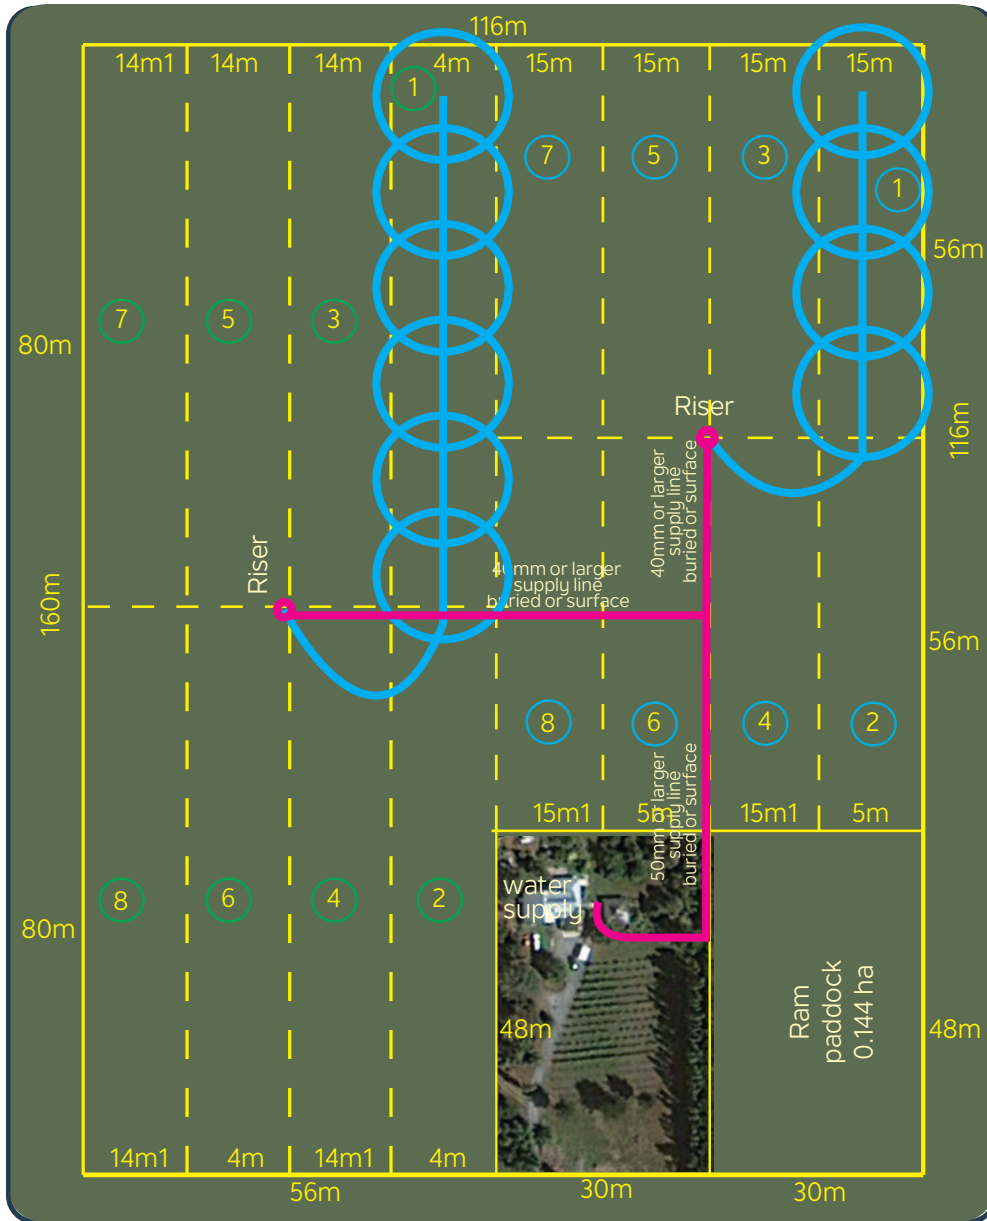 116m
14m1 14m 14m 4m 15m 15m 15m 15m
1
7 5 3
1
56m
7 5 3
80m
Riser
116m
40mm or larger
supply line
buried or surface
Riser
40mm or larger
supply line
buried or surface
160m
56m
8 6 4 2
50mm or larger
supply line
buried or surface
15m1 5m 15m1 5m
water
supply
8 6 4 2
80m
Ram
paddock
0.144 ha
48m
48m
14m1 4m 14m1 4m
56m
30m
30m